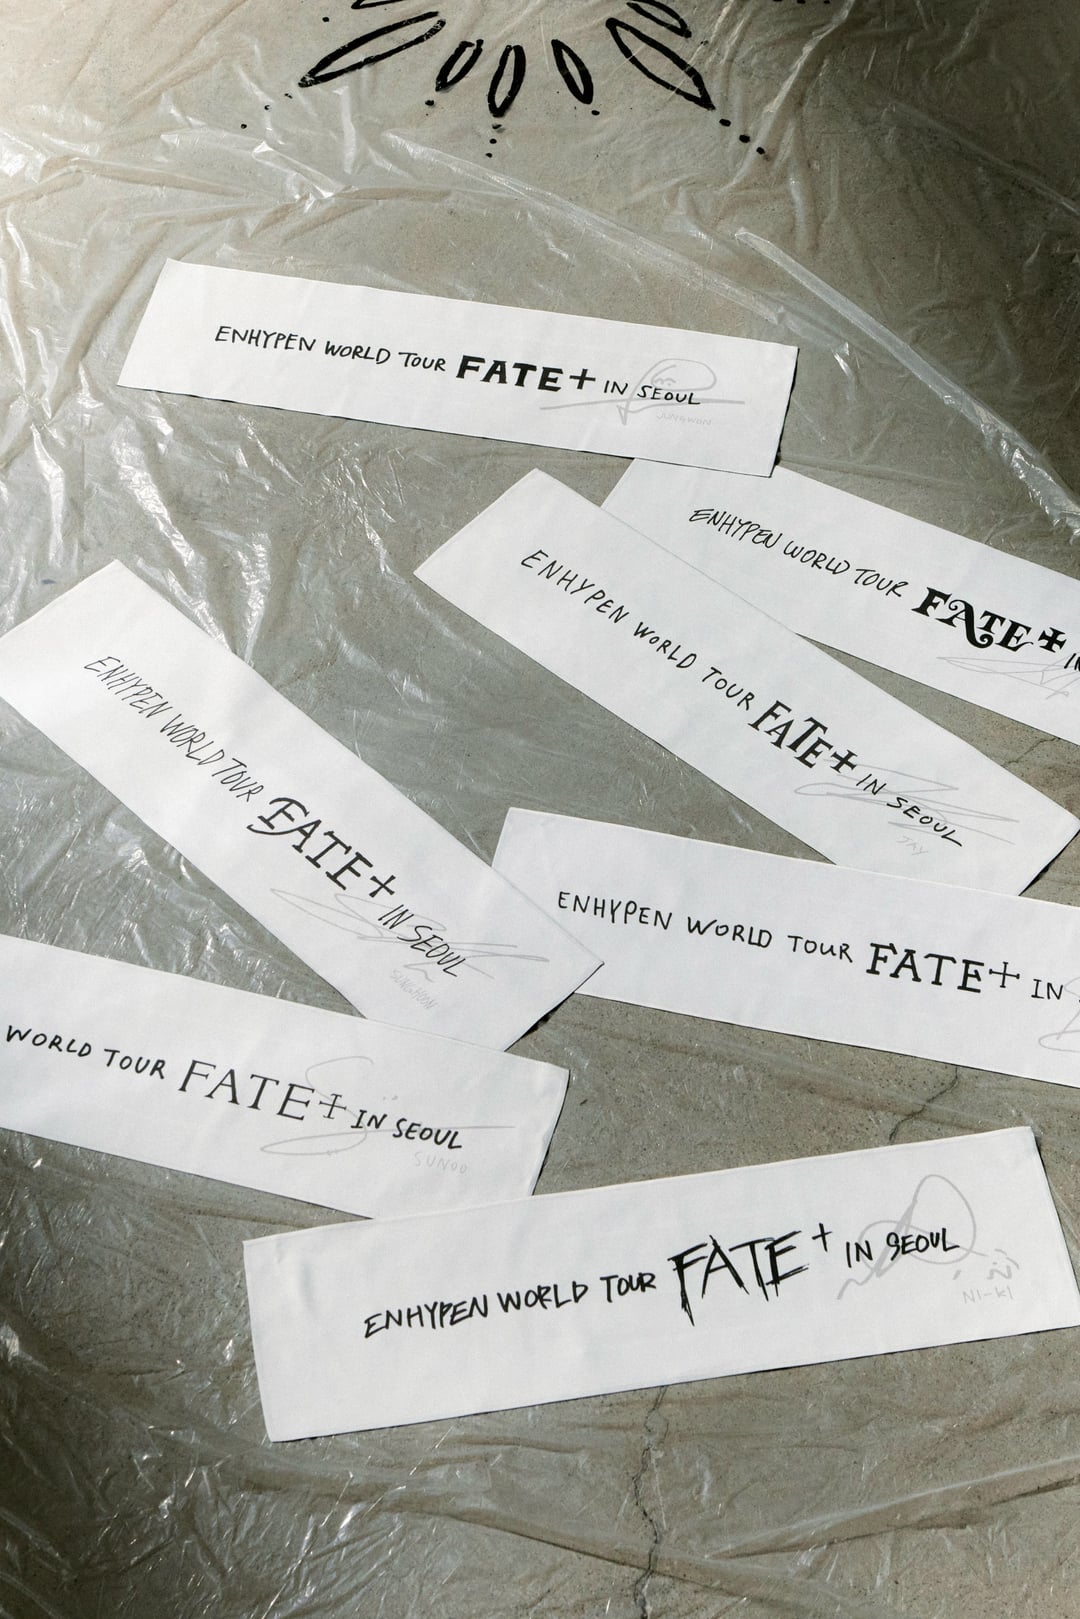 ENHYPEN WORLD TOUR FATE+ IN SEOUL
JUNGWON
ENHYPEN WORLD TOUR FATE+ IN
ENHYPEN WORLD TOUR FATE+ IN SEOUL
JAY
ENHYPEN WORLD TOUR FATE+ IN SEOUL
SUNGHOON
ENHYPEN WORLD TOUR FATE+ IN
WORLD TOUR FATE+ IN SEOUL
SUNOO
ENHYPEN WORLD TOUR FATE+ IN SEOUL
NI-KI